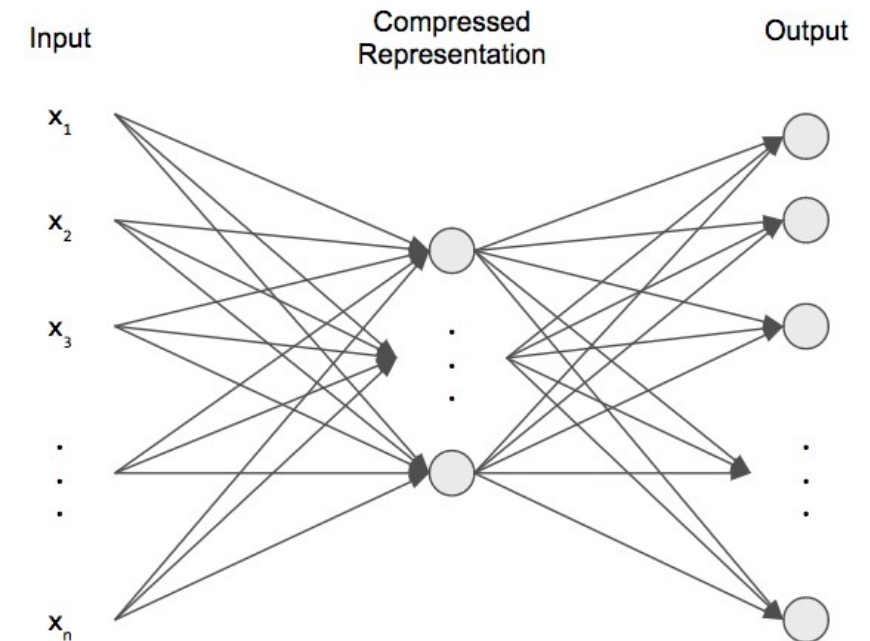 Input
Compressed
Representation
Output
x1
x2
x3
.
.
.
xn
.
.
.
.
.
.